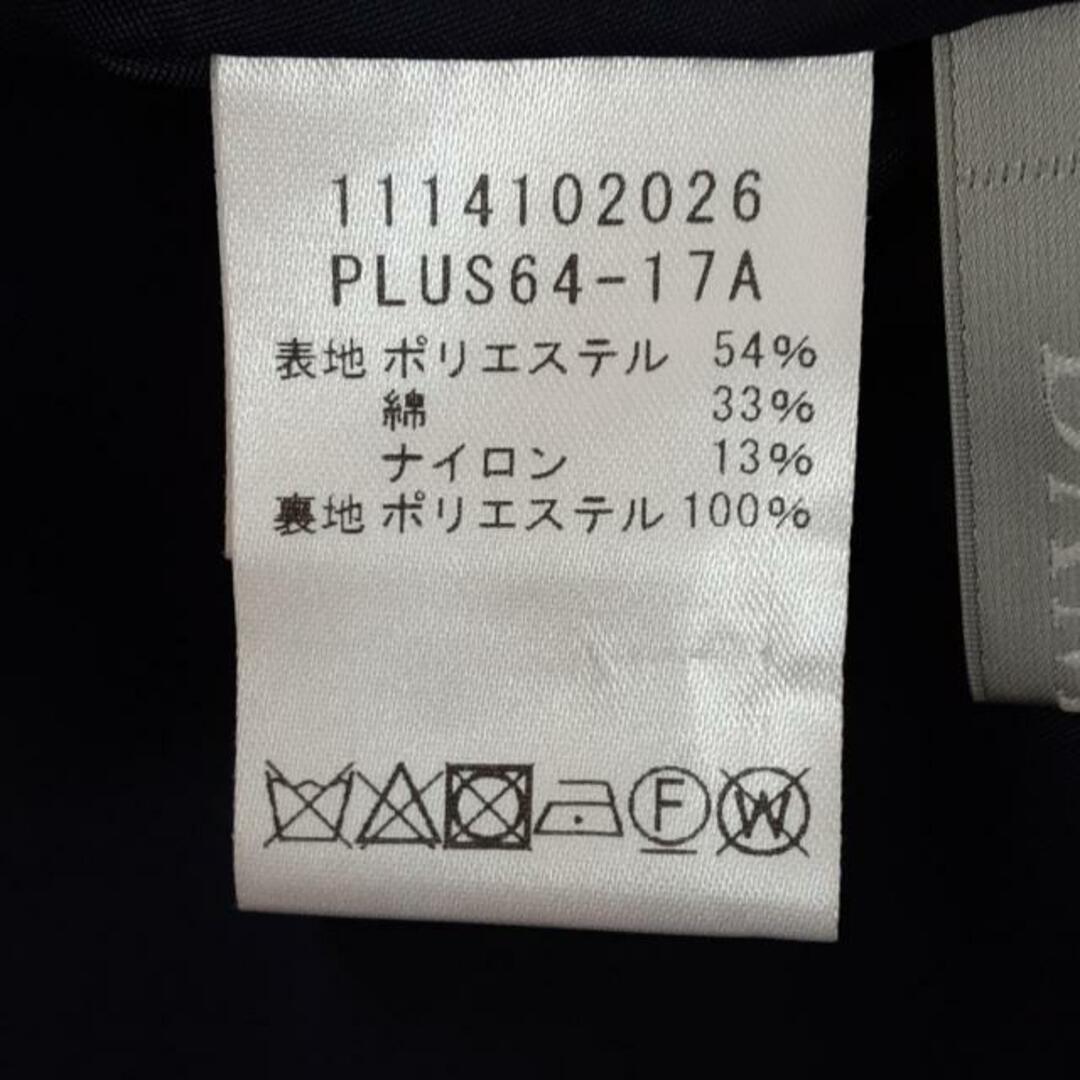 1114102026
PLUS64-17A
表地 ポリエステル 54%
綿 33%
ナイロン 13%
裏地 ポリエステル 100%
F W